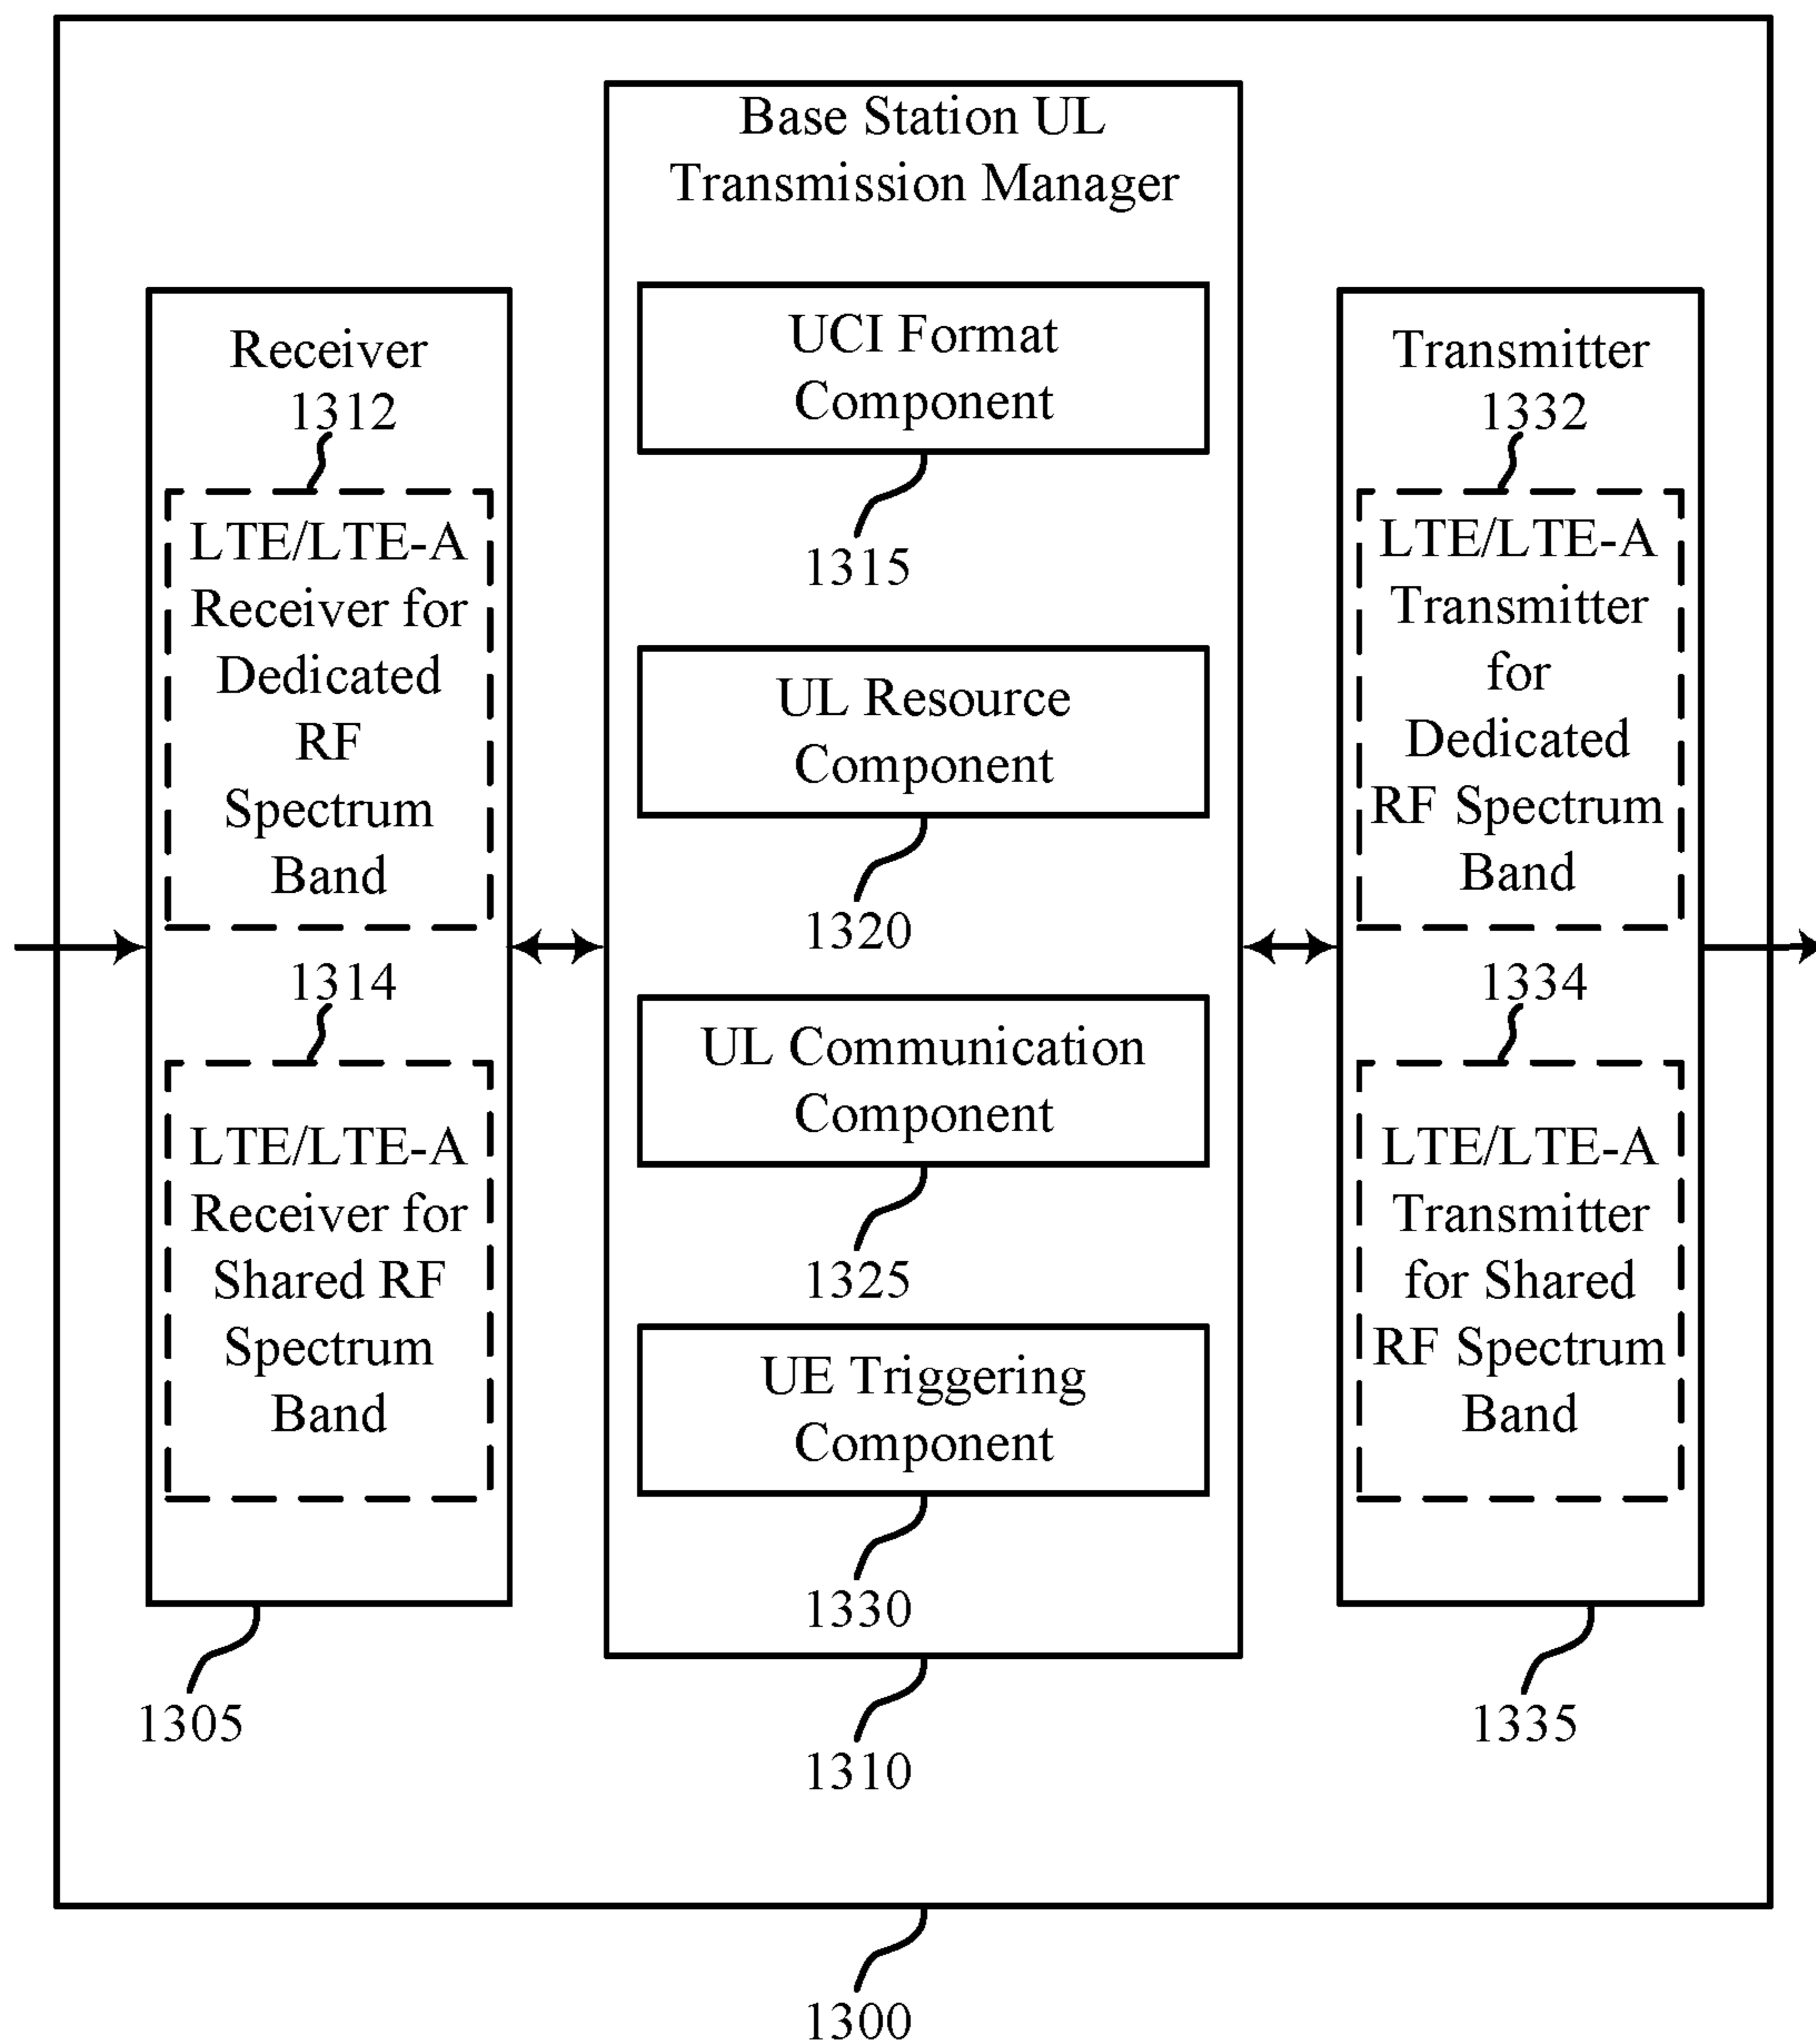 Base Station UL
Transmission Manager
Receiver
1312
LTE/LTE-A
Receiver for
Dedicated
RF
Spectrum
Band
1314
LTE/LTE-A
Receiver for
Shared RF
Spectrum
Band
1305
UCI Format
Component
1315
UL Resource
Component
1320
UL Communication
Component
1325
UE Triggering
Component
1330
1310
Transmitter
1332
LTE/LTE-A
Transmitter
for
Dedicated
RF Spectrum
Band
1334
LTE/LTE-A
Transmitter
for Shared
RF Spectrum
Band
1335
1300